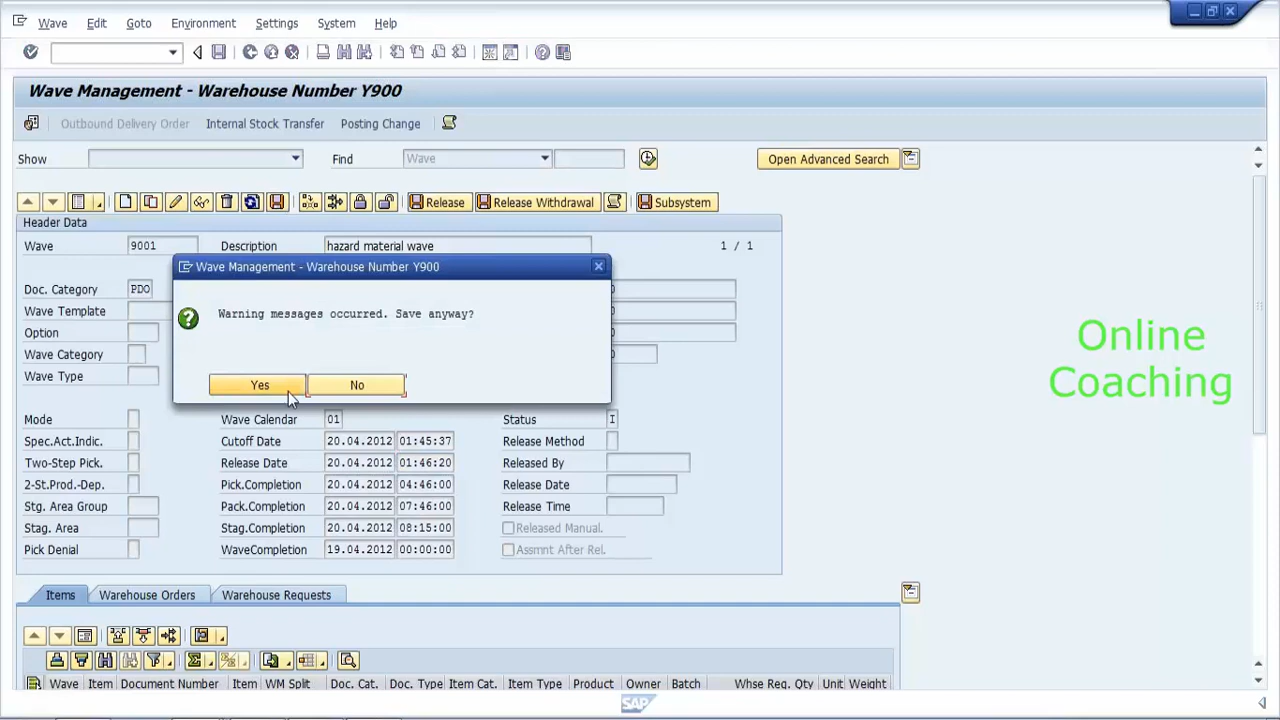 Wave Edit Goto Environment Settings System Help
Wave Management - Warehouse Number Y900
Outbound Delivery Order Internal Stock Transfer Posting Change
Show Find Wave Open Advanced Search
Release Release Withdrawal Subsystem
Header Data
Wave 9001 Description hazard material wave 1 / 1
Wave Management - Warehouse Number Y900
Doc. Category PDO
Warning messages occurred. Save anyway?
Wave Template
Option
Wave Category
Wave Type
Yes No
Online
Coaching
Mode Wave Calendar 01 Status I
Spec.Act.Indic. Cutoff Date 20.04.2012 01:45:37 Release Method
Two-Step Pick. Release Date 20.04.2012 01:46:20 Released By
2-St.Prod.-Dep. Pick.Completion 20.04.2012 04:46:00 Release Date
Stg. Area Group Pack.Completion 20.04.2012 07:46:00 Release Time
Stag. Area Stag.Completion 20.04.2012 08:15:00 Released Manual.
Pick Denial WaveCompletion 19.04.2012 00:00:00 Assmnt After Rel.
Items Warehouse Orders Warehouse Requests
Wave Item Document Number Item WM Split Doc. Cat. Doc. Type Item Cat. Item Type Product Owner Batch Whse Req. Qty Unit Weight
SAP